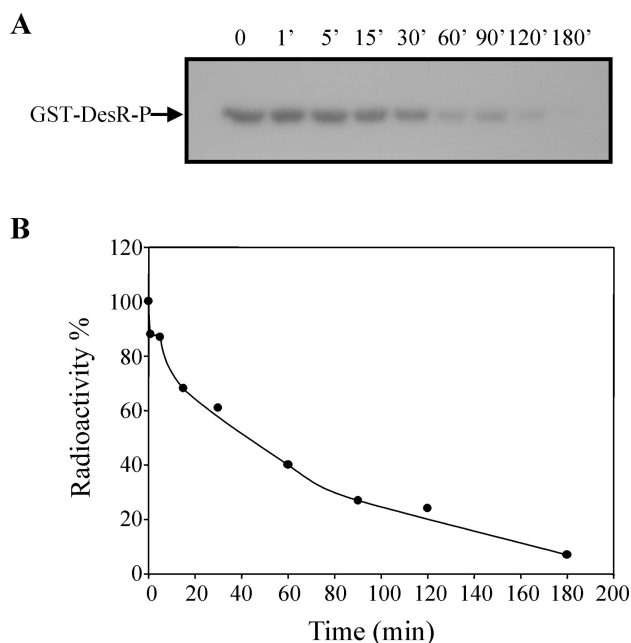 A
0 1’ 5’ 15’ 30’ 60’ 90’ 120’ 180’
GST-DesR-P
B
120
100
80
60
40
20
0
Radioactivity %
0 20 40 60 80 100 120 140 160 180 200
Time (min)